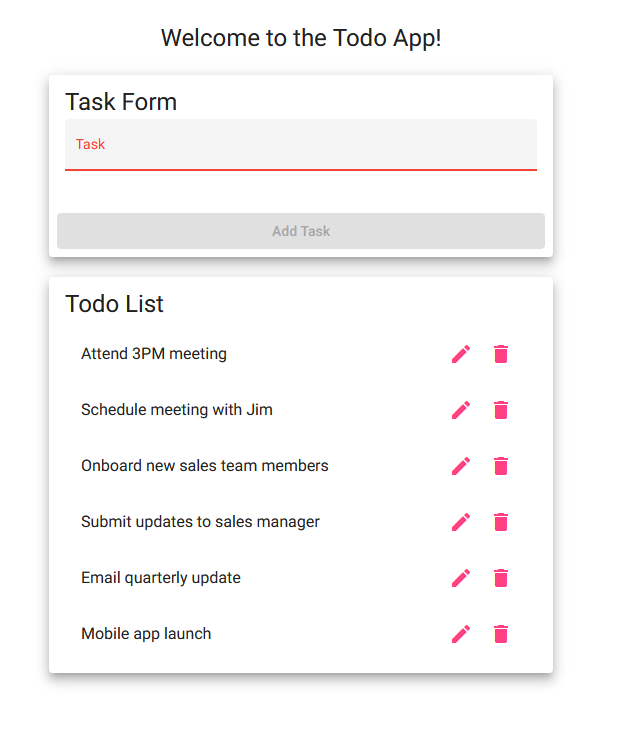 Welcome to the Todo App!
Task Form
Task
Add Task
Todo List
Attend 3PM meeting
Schedule meeting with Jim
Onboard new sales team members
Submit updates to sales manager
Email quarterly update
Mobile app launch